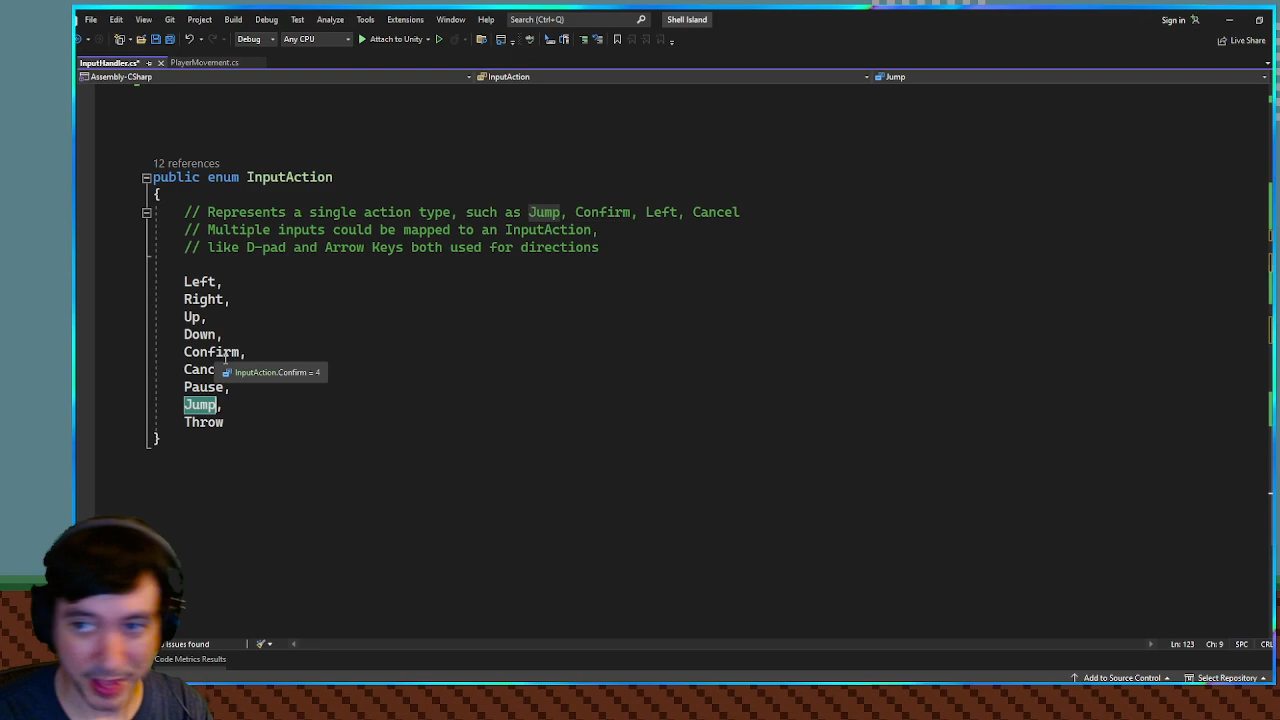 File Edit View Git Project Build Debug Test Analyze Tools Extensions Window Help Search (Ctrl+Q) Shell Island Sign in
Debug Any CPU Attach to Unity Live Share
InputHandler.cs* PlayerMovement.cs
Assembly-CSharp InputAction Jump
12 references
public enum InputAction
{
// Represents a single action type, such as Jump, Confirm, Left, Cancel
// Multiple inputs could be mapped to an InputAction,
// like D-pad and Arrow Keys both used for directions
Left,
Right,
Up,
Down,
Confirm,
Canc InputAction.Confirm = 4
Pause,
Jump,
Throw
}
issues found Ln: 123 Ch: 9 SPC CRL
Code Metrics Results
Add to Source Control Select Repository